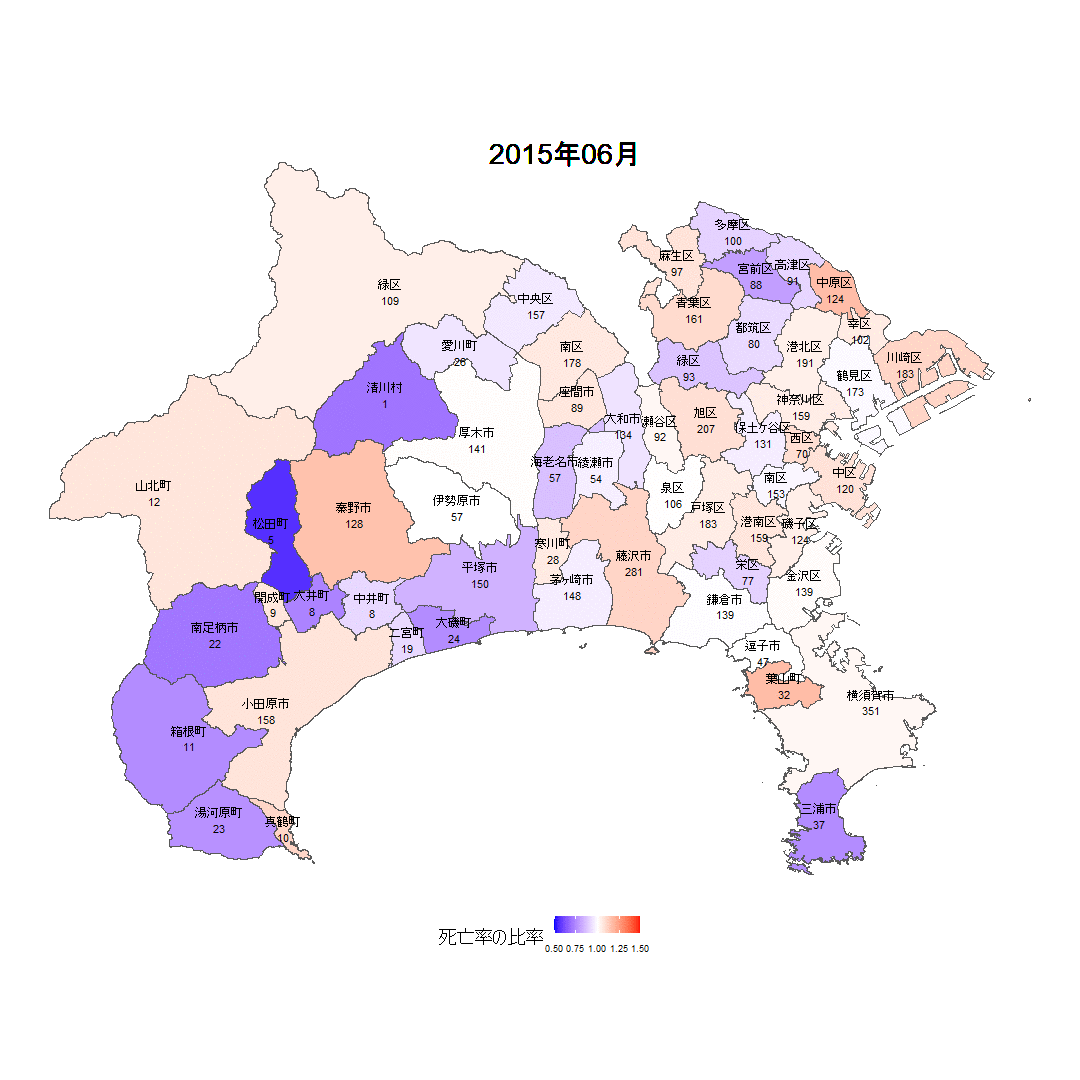 2015年06月
多摩区
100
麻生区
97
宮前区
88
高津区
91
中原区
124
緑区
109
中央区
157
青葉区
161
都筑区
80
幸区
102
愛川町
26
南区
178
港北区
191
川崎区
183
緑区
93
鶴見区
173
清川村
1
座間市
89
神奈川区
159
大和市
134
瀬谷区
92
旭区
207
保土ケ谷区
131
西区
70
厚木市
141
海老名市
57
綾瀬市
54
中区
120
南区
153
山北町
12
秦野市
128
伊勢原市
57
泉区
106
戸塚区
183
港南区
159
磯子区
124
松田町
5
寒川町
28
藤沢市
281
栄区
77
平塚市
150
茅ヶ崎市
148
金沢区
139
開成町
9
大井町
8
中井町
8
鎌倉市
139
南足柄市
22
二宮町
19
大磯町
24
逗子市
47
葉山町
32
小田原市
158
横須賀市
351
箱根町
11
湯河原町
23
真鶴町
10
三浦市
37
死亡率の比率
0.50 0.75 1.00 1.25 1.50